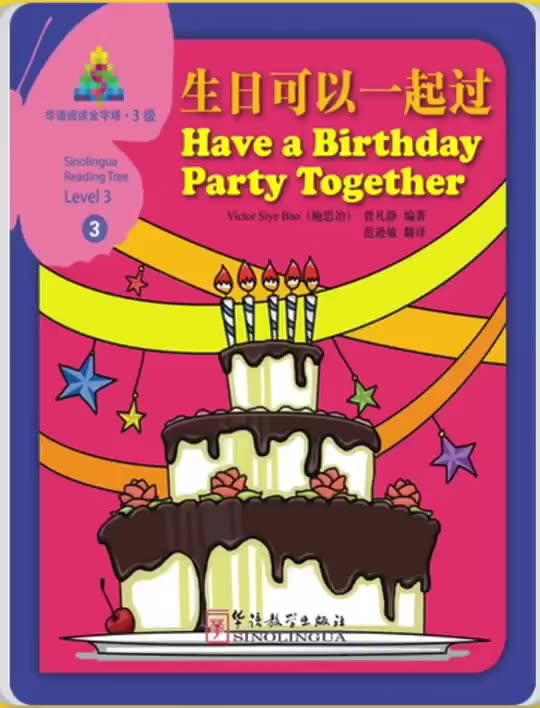 华语阅读金字塔·3级
Sinolingua
Reading Tree
Level 3
3
生日可以一起过
Have a Birthday
Party Together
Victor Siye Bao（鲍思冶） 曾凡静 编著
范逊敏 翻译
华语教学出版社
SINOLINGUA